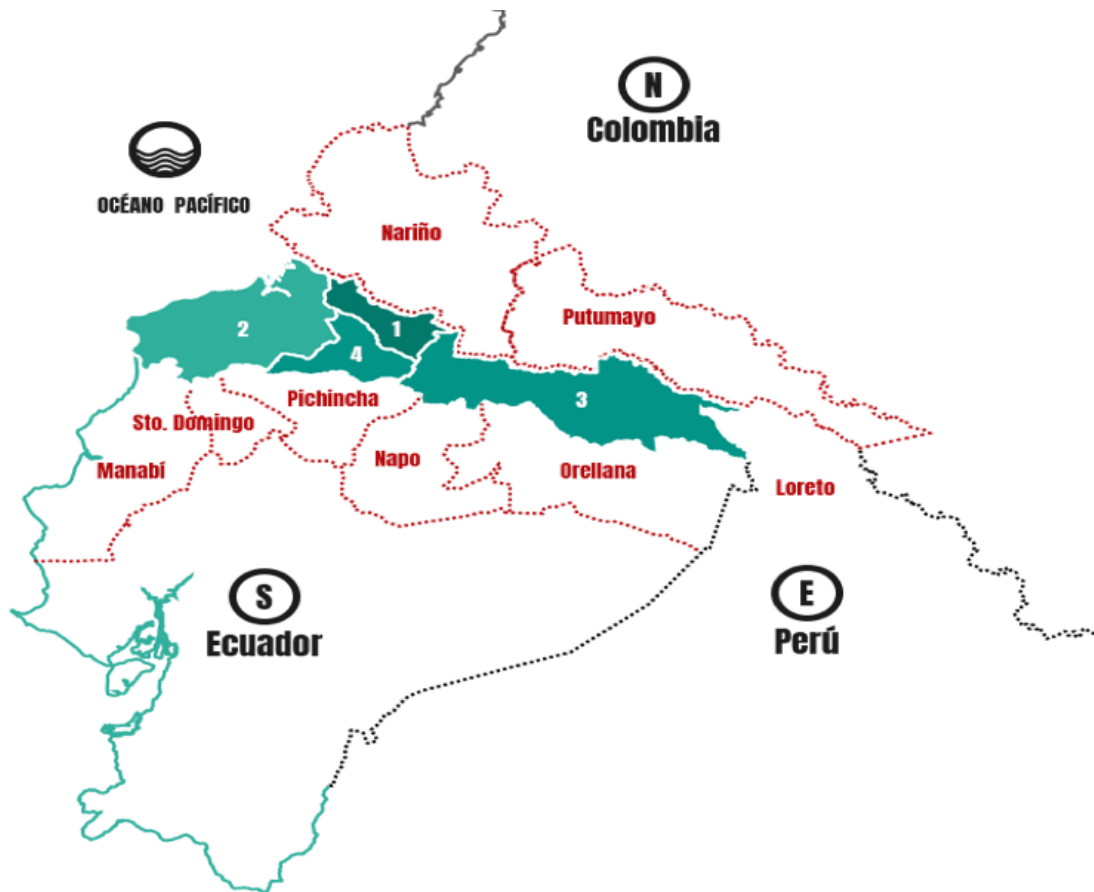 N
Colombia
OCÉANO PACÍFICO
Nariño
Putumayo
1
2
4
3
Pichincha
Sto. Domingo
Napo
Manabí
Orellana
Loreto
S
Ecuador
E
Perú